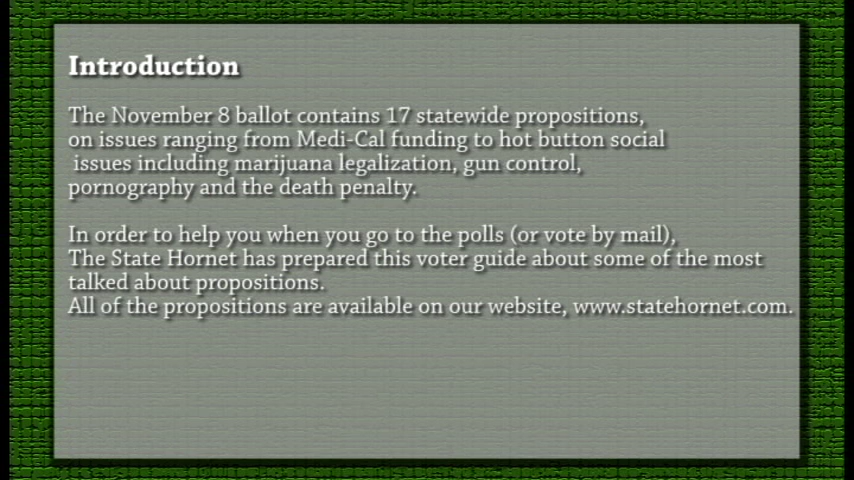 Introduction
The November 8 ballot contains 17 statewide propositions,
on issues ranging from Medi-Cal funding to hot button social
issues including marijuana legalization, gun control,
pornography and the death penalty.
In order to help you when you go to the polls (or vote by mail),
The State Hornet has prepared this voter guide about some of the most
talked about propositions.
All of the propositions are available on our website, www.statehornet.com.